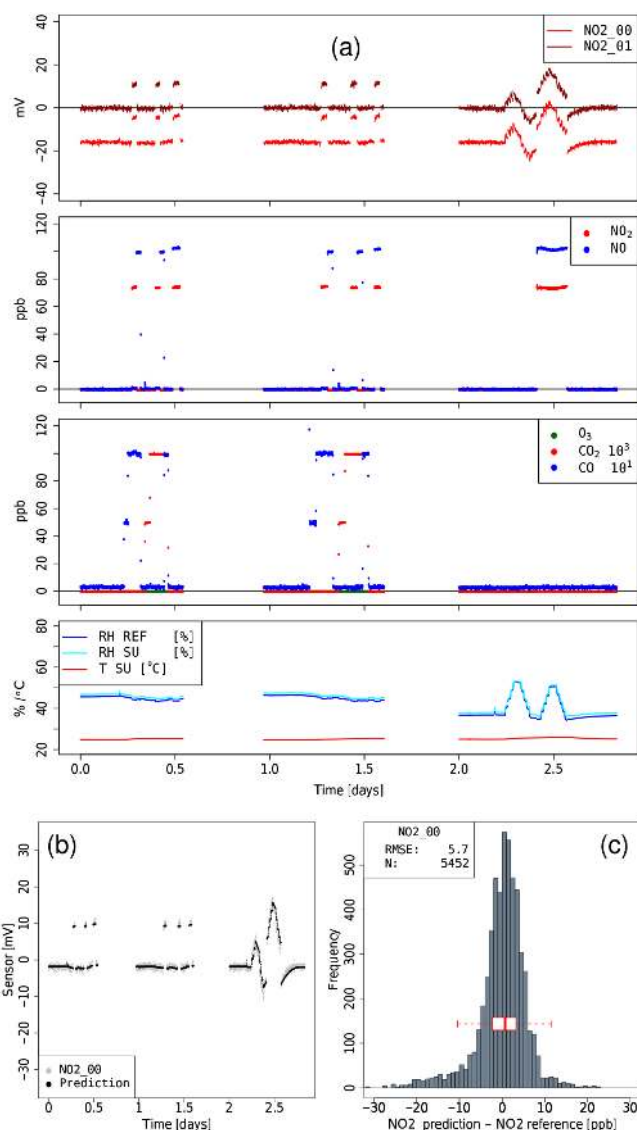 (a)
NO2_00
NO2_01
40
20
0
−20
−40
mV
NO₂
NO
120
80
60
40
20
0
ppb
O₃
CO₂ 10³
CO 10¹
120
80
60
40
20
0
ppb
RH REF [%]
RH SU [%]
T SU [°C]
80
60
40
20
% /°C
0.0
0.5
1.0
1.5
2.0
2.5
Time [days]
(b)
30
20
10
0
−10
−20
−30
Sensor [mV]
NO2_00
Prediction
0
0.5
1
1.5
2
2.5
Time [days]
(c)
NO2_00
RMSE: 5.7
N: 5452
500
400
300
200
100
0
Frequency
−30
−20
−10
0
10
20
30
NO2 prediction − NO2 reference [ppb]